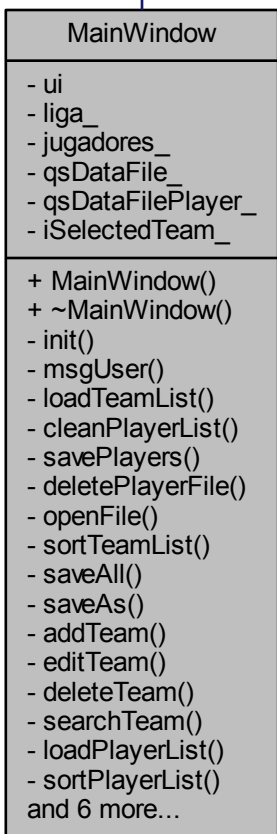 MainWindow
- ui
- liga_
- jugadores_
- qsDataFile_
- qsDataFilePlayer_
- iSelectedTeam_
+ MainWindow()
+ ~MainWindow()
- init()
- msgUser()
- loadTeamList()
- cleanPlayerList()
- savePlayers()
- deletePlayerFile()
- openFile()
- sortTeamList()
- saveAll()
- saveAs()
- addTeam()
- editTeam()
- deleteTeam()
- searchTeam()
- loadPlayerList()
- sortPlayerList()
and 6 more...